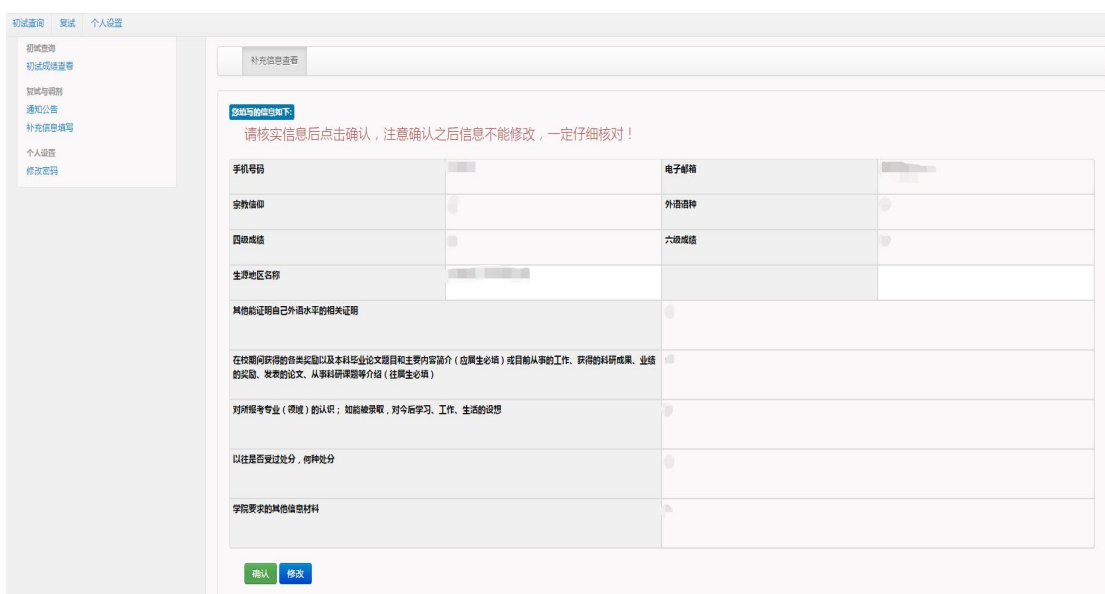 初试查询 复试 个人设置
初试查询
初试成绩查看
复试与调剂
通知公告
补充信息填写
个人设置
修改密码
补充信息查看
您填写的信息如下:
请核实信息后点击确认，注意确认之后信息不能修改，一定仔细核对！
手机号码 电子邮箱
宗教信仰 外语语种
四级成绩 六级成绩
生源地区名称
其他能证明自己外语水平的相关证明
在校期间获得的各类奖励以及本科毕业论文题目和主要内容简介（应届生必填）或目前从事的工作、获得的科研成果、业绩
的奖励、发表的论文、从事科研课题等介绍（往届生必填）
对所报考专业（领域）的认识；如能被录取，对今后学习、工作、生活的设想
以往是否受过处分，何种处分
学院要求的其他信息材料
确认 修改